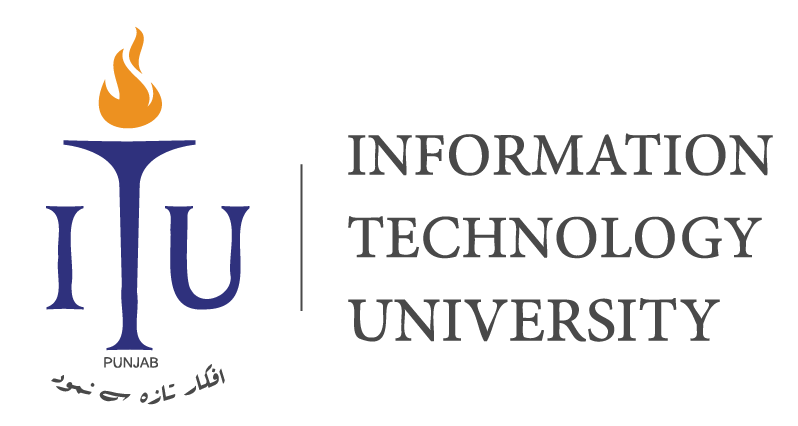 ITU
PUNJAB
افکار تازہ سے نمود
INFORMATION
TECHNOLOGY
UNIVERSITY